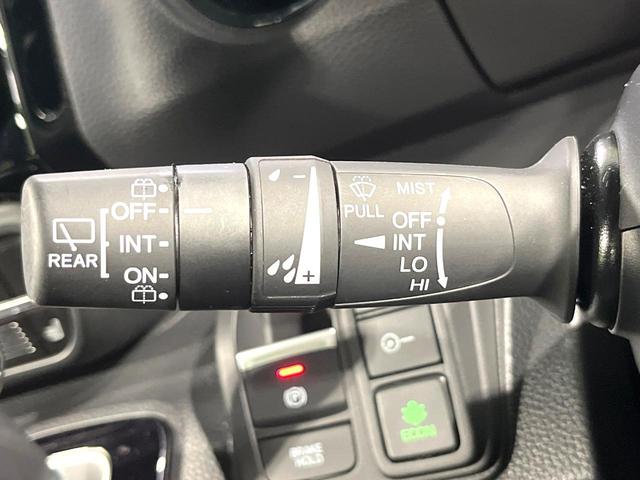 OFF
INT
ON
REAR
-
+
PULL
MIST
OFF
INT
LO
HI
BRAKE
HOLD
ECON